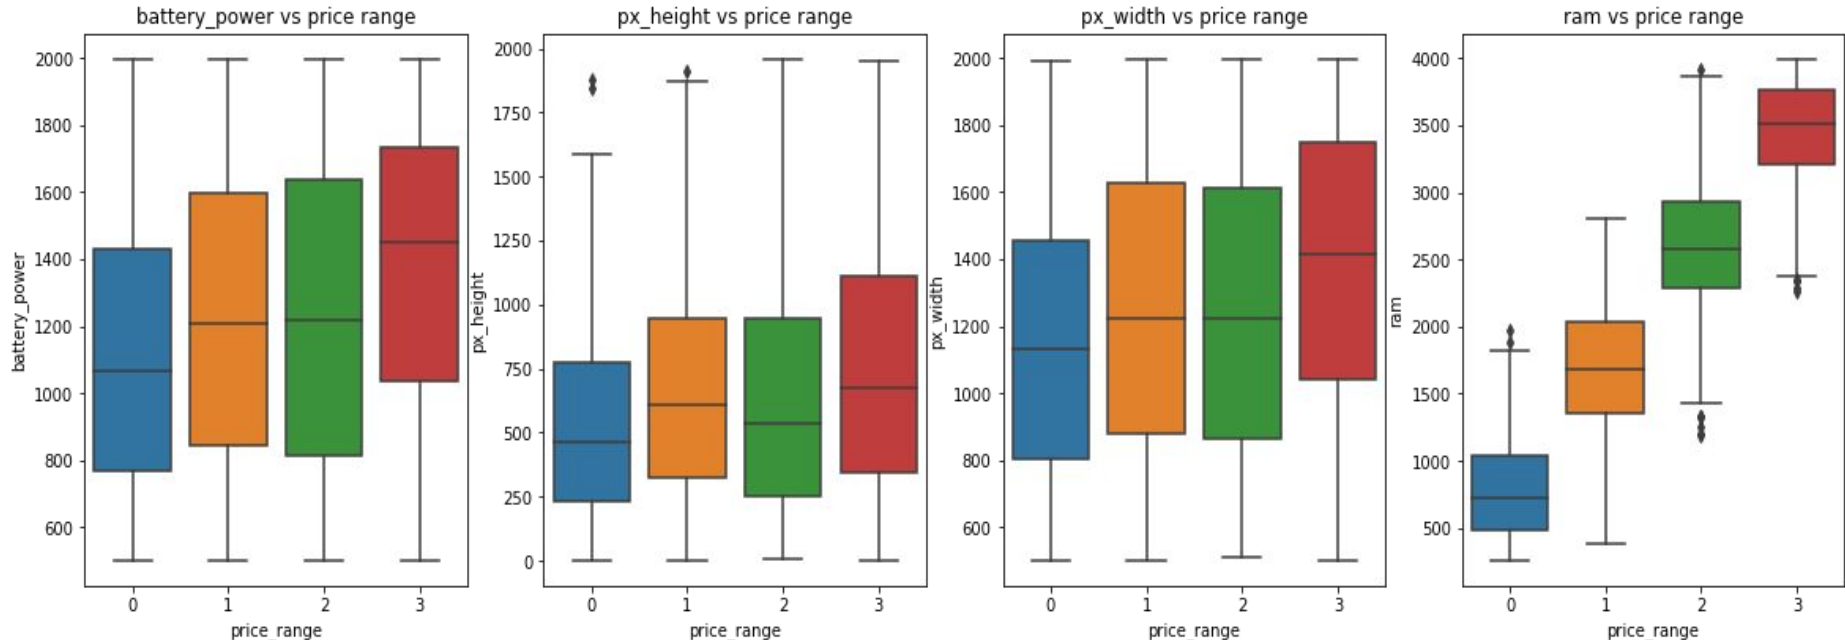 battery_power vs price range
2000
1800
1600
1400
1200
1000
800
600
battery_power
0 1 2 3
price_range
px_height vs price range
2000
1750
1500
1250
1000
750
500
250
0
px_height
0 1 2 3
price_range
px_width vs price range
2000
1800
1600
1400
1200
1000
800
600
px_width
0 1 2 3
price_range
ram vs price range
4000
3500
3000
2500
2000
1500
1000
500
ram
0 1 2 3
price_range